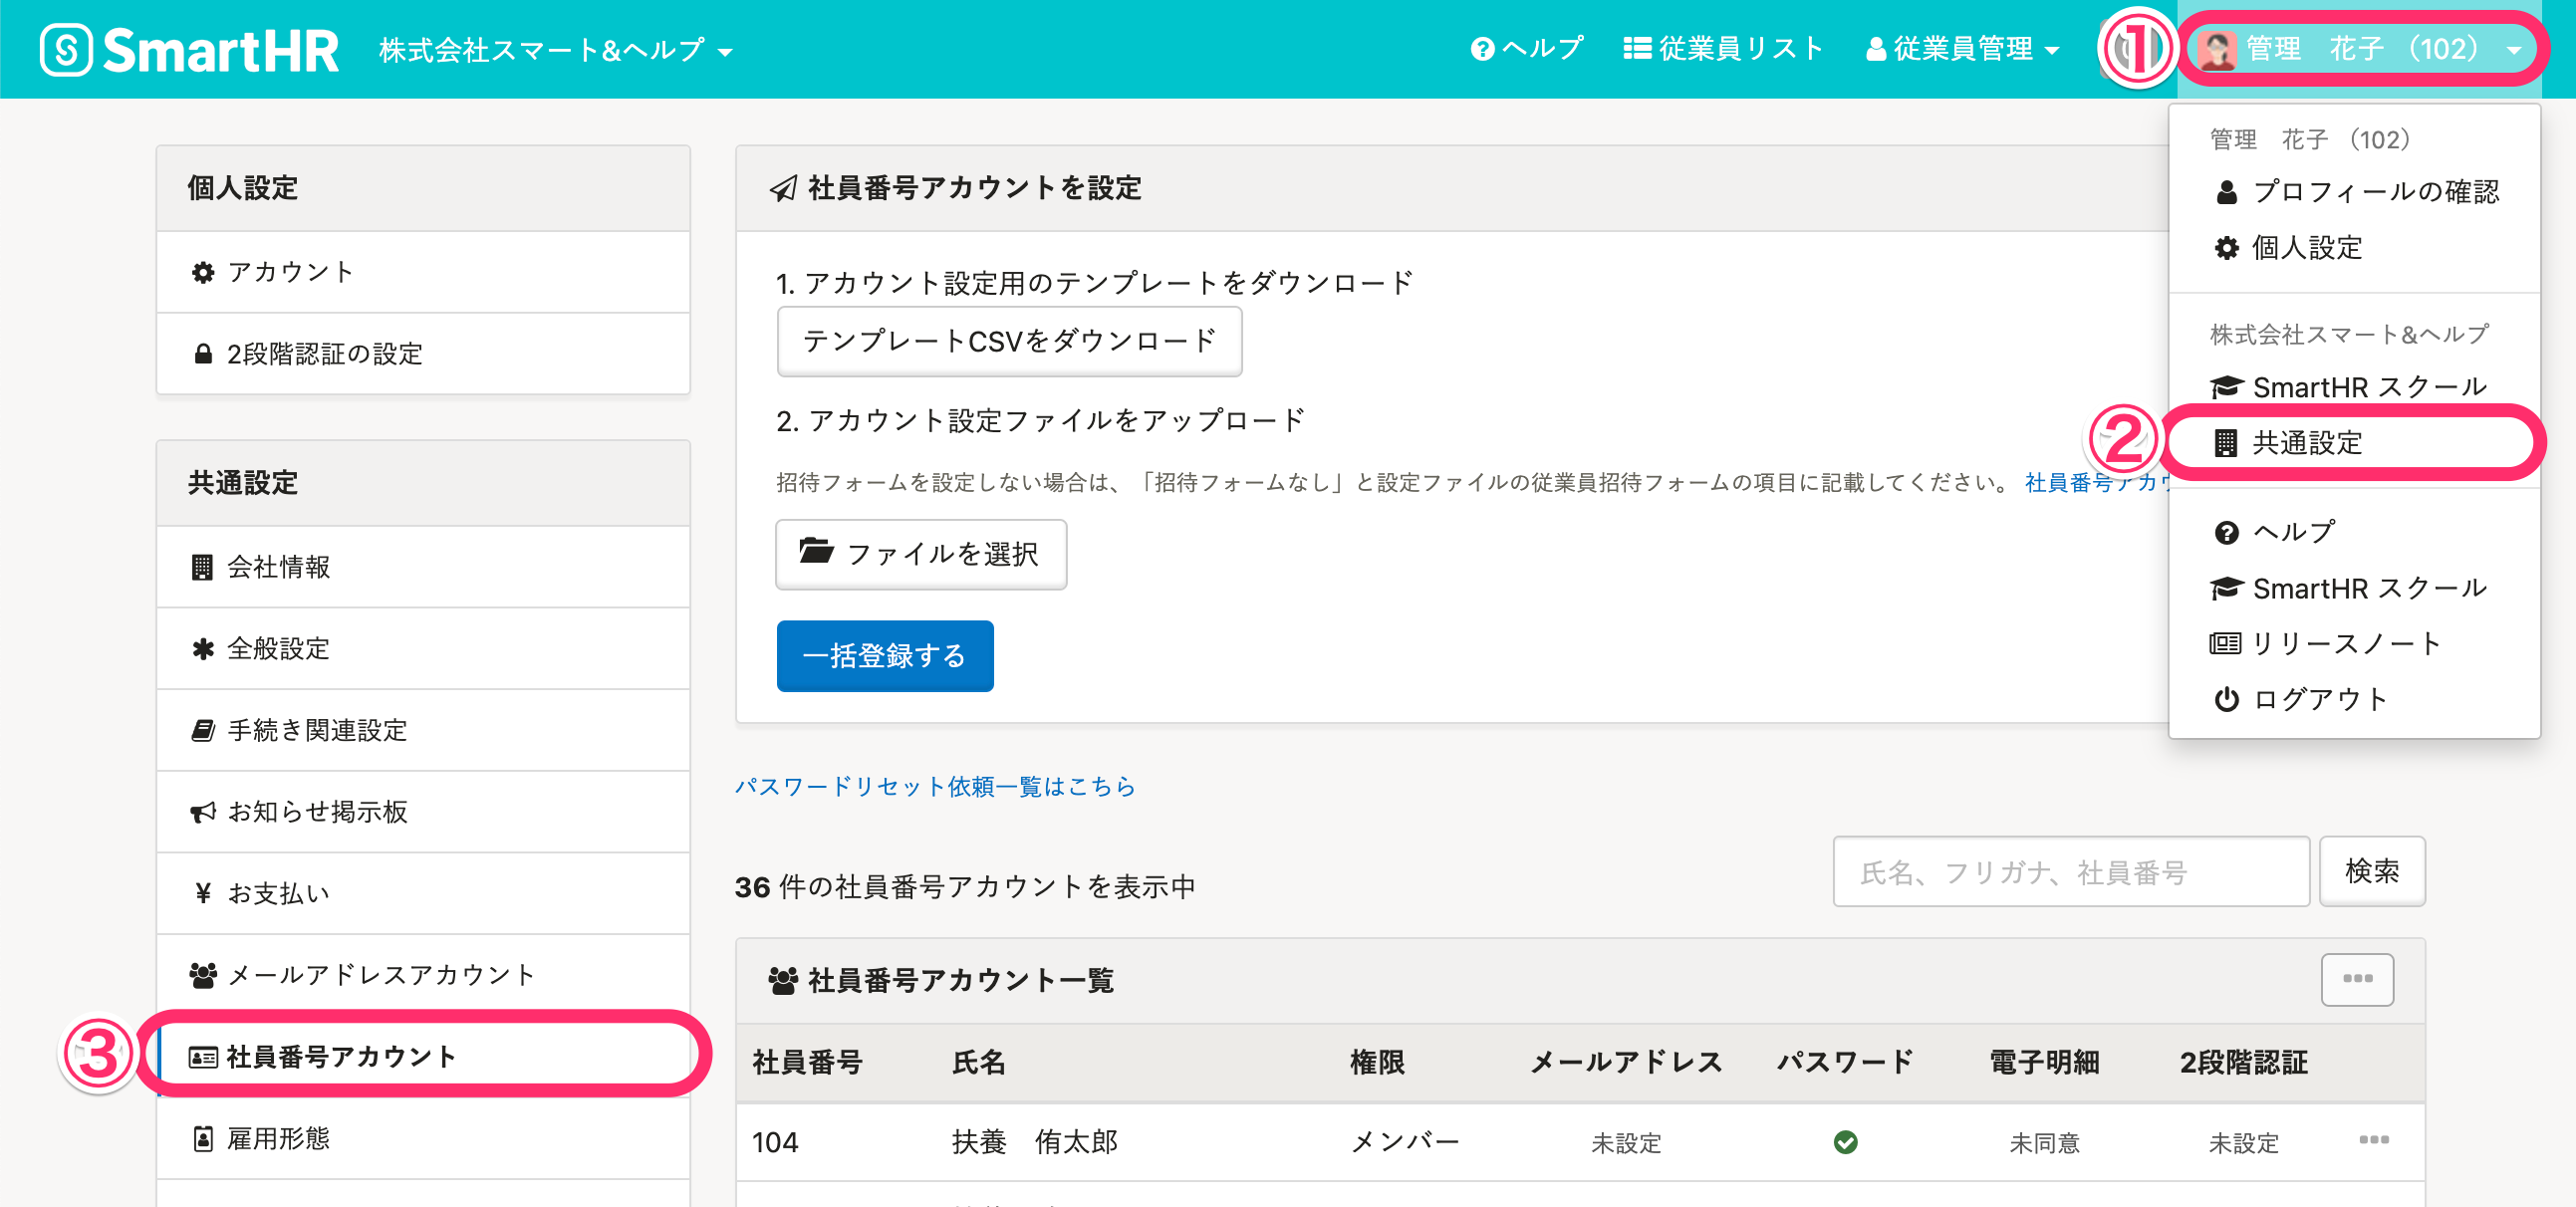 SmartHR 株式会社スマート&ヘルプ ヘルプ 従業員リスト 従業員管理 ① 管理　花子 （102）
管理　花子 （102）
プロフィールの確認
個人設定
株式会社スマート&ヘルプ
SmartHR スクール
② 共通設定
ヘルプ
SmartHR スクール
リリースノート
ログアウト
個人設定
アカウント
2段階認証の設定
共通設定
会社情報
全般設定
手続き関連設定
お知らせ掲示板
¥ お支払い
メールアドレスアカウント
③ 社員番号アカウント
雇用形態
社員番号アカウントを設定
1. アカウント設定用のテンプレートをダウンロード
テンプレートCSVをダウンロード
2. アカウント設定ファイルをアップロード
招待フォームを設定しない場合は、「招待フォームなし」と設定ファイルの従業員招待フォームの項目に記載してください。 社員番号アカウ
ファイルを選択
一括登録する
パスワードリセット依頼一覧はこちら
36 件の社員番号アカウントを表示中
氏名、フリガナ、社員番号 検索
社員番号アカウント一覧
社員番号 氏名 権限 メールアドレス パスワード 電子明細 2段階認証
104 扶養　侑太郎 メンバー 未設定 未同意 未設定